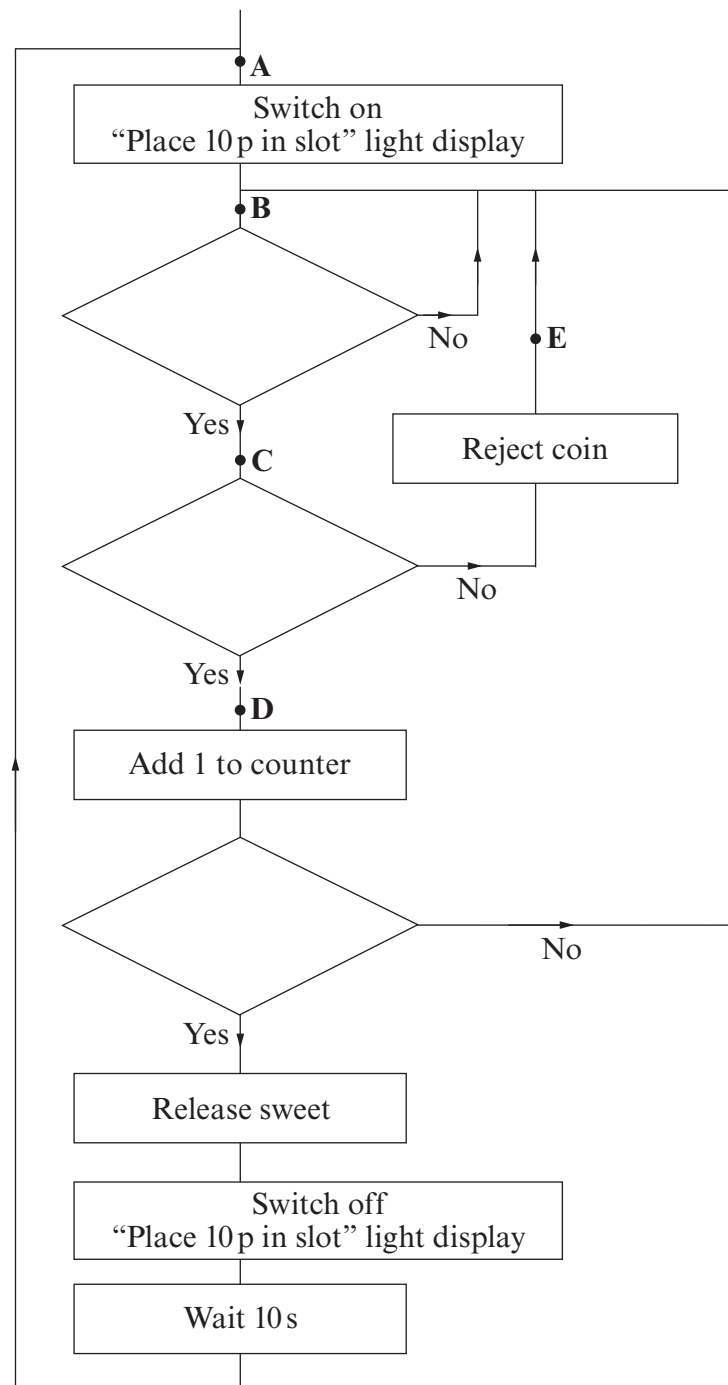 A
Switch on
“Place 10 p in slot” light display
B
No
E
Yes
C
Reject coin
No
Yes
D
Add 1 to counter
No
Yes
Release sweet
Switch off
“Place 10 p in slot” light display
Wait 10 s